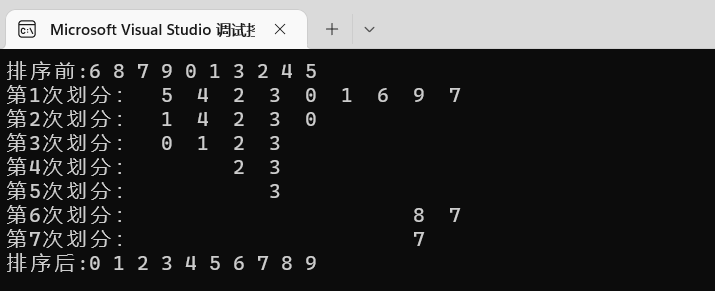 Microsoft Visual Studio 调试控
排序前:6 8 7 9 0 1 3 2 4 5
第1次划分:  5 4 2 3 0 1 6 9 7
第2次划分:  1 4 2 3 0
第3次划分:  0 1 2 3
第4次划分:  2 3
第5次划分:  3
第6次划分:  8 7
第7次划分:  7
排序后:0 1 2 3 4 5 6 7 8 9